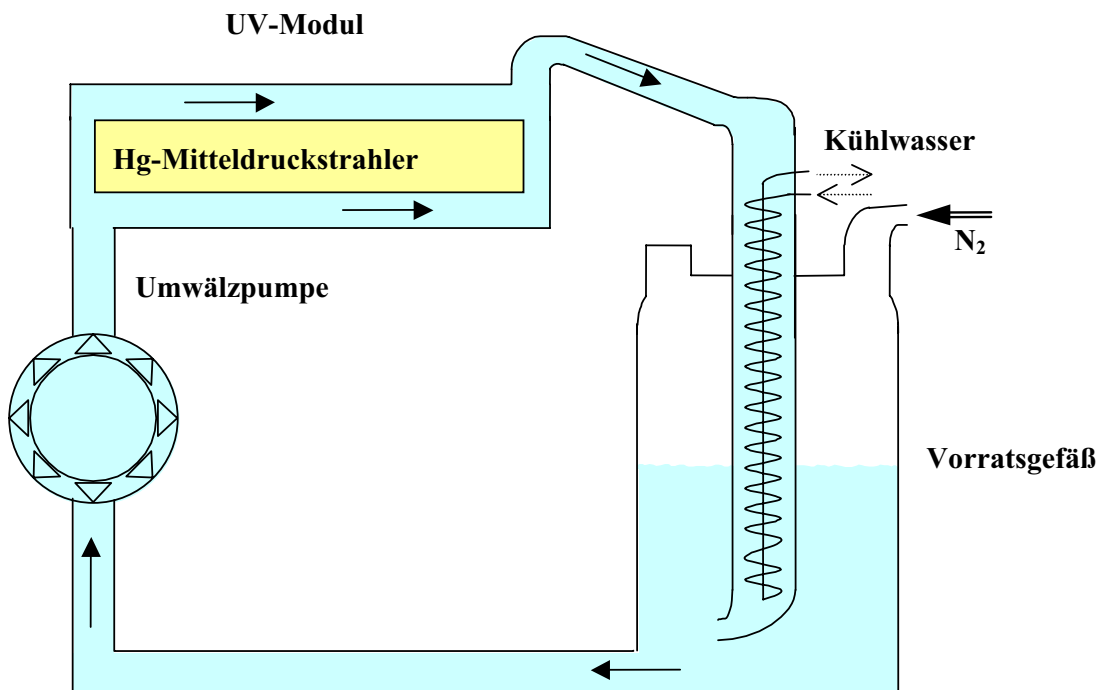 UV-Modul
Hg-Mitteldruckstrahler
Kühlwasser
N₂
Umwälzpumpe
Vorratsgefäß